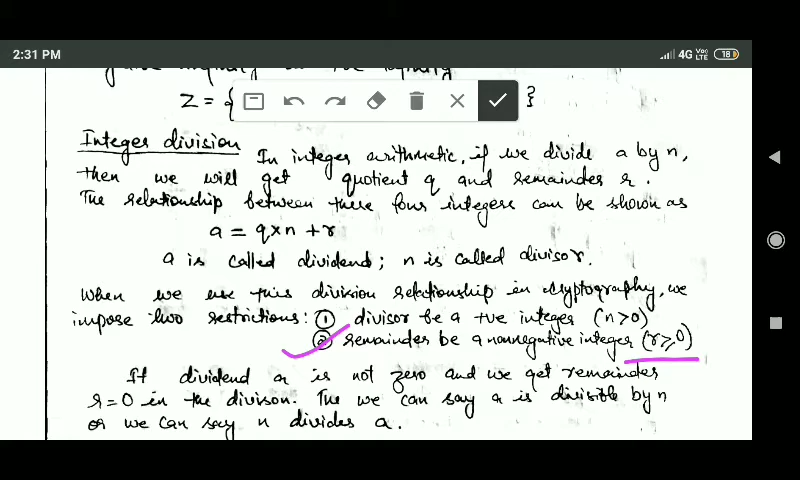 2:31 PM
4G Vo) LTE 18
Z = { }
Integer division In integer arithmetic, if we divide a by n,
then we will get quotient q and remainder r.
The relationship between these four integers can be shown as
a = q×n + r
a is called dividend; n is called divisor.
When we use this division relationship in cryptography, we
impose two restrictions: ① divisor be a +ve integer (n>0)
② remainder be a nonnegative integer (r≥0)
If dividend a is not zero and we get remainder
r=0 in the divison. The we can say a is divisible by n
or we can say n divides a.